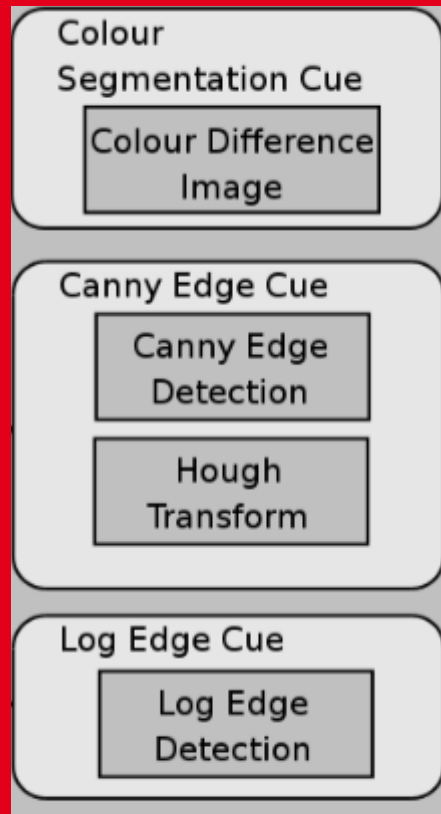 Colour
Segmentation Cue
Colour Difference
Image
Canny Edge Cue
Canny Edge
Detection
Hough
Transform
Log Edge Cue
Log Edge
Detection